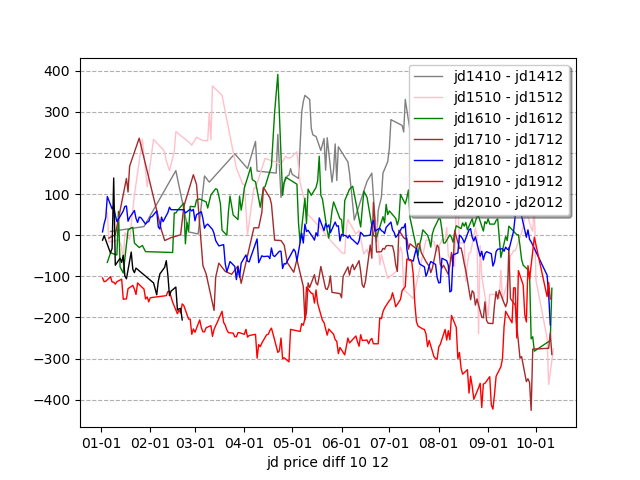 400
300
200
100
0
−100
−200
−300
−400
jd1410 - jd1412
jd1510 - jd1512
jd1610 - jd1612
jd1710 - jd1712
jd1810 - jd1812
jd1910 - jd1912
jd2010 - jd2012
01-01 02-01 03-01 04-01 05-01 06-01 07-01 08-01 09-01 10-01
jd price diff 10 12